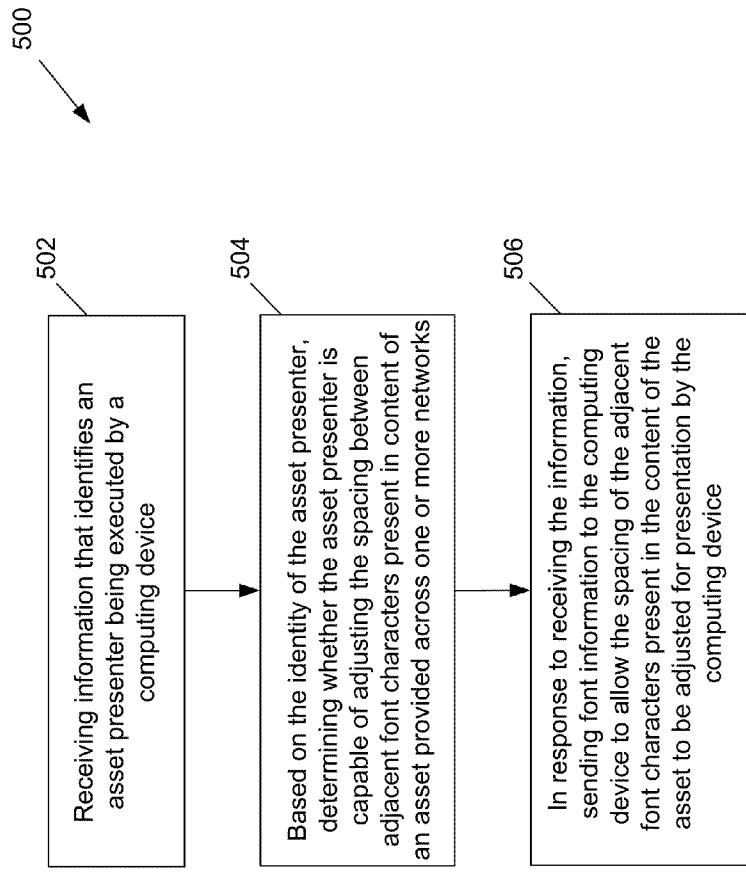 500
502
Receiving information that identifies an
asset presenter being executed by a
computing device
504
Based on the identity of the asset presenter,
determining whether the asset presenter is
capable of adjusting the spacing between
adjacent font characters present in content of
an asset provided across one or more networks
506
In response to receiving the information,
sending font information to the computing
device to allow the spacing of the adjacent
font characters present in the content of the
asset to be adjusted for presentation by the
computing device